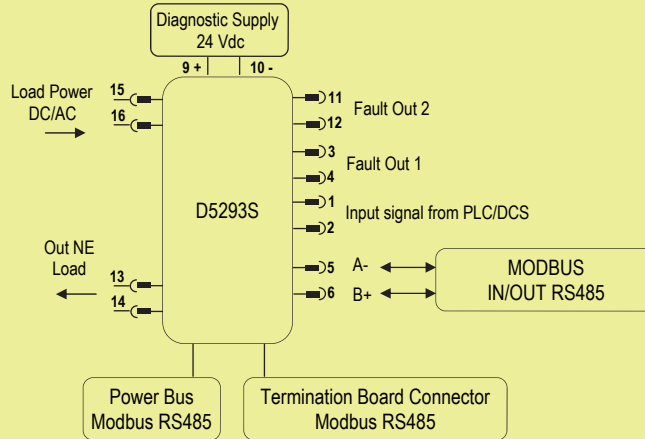 Diagnostic Supply
24 Vdc
9 + 10 -
Load Power
DC/AC
15
16
11
Fault Out 2
12
3
Fault Out 1
4
D5293S
1
Input signal from PLC/DCS
2
Out NE
Load
13
14
5 A-
6 B+
MODBUS
IN/OUT RS485
Power Bus
Modbus RS485
Termination Board Connector
Modbus RS485